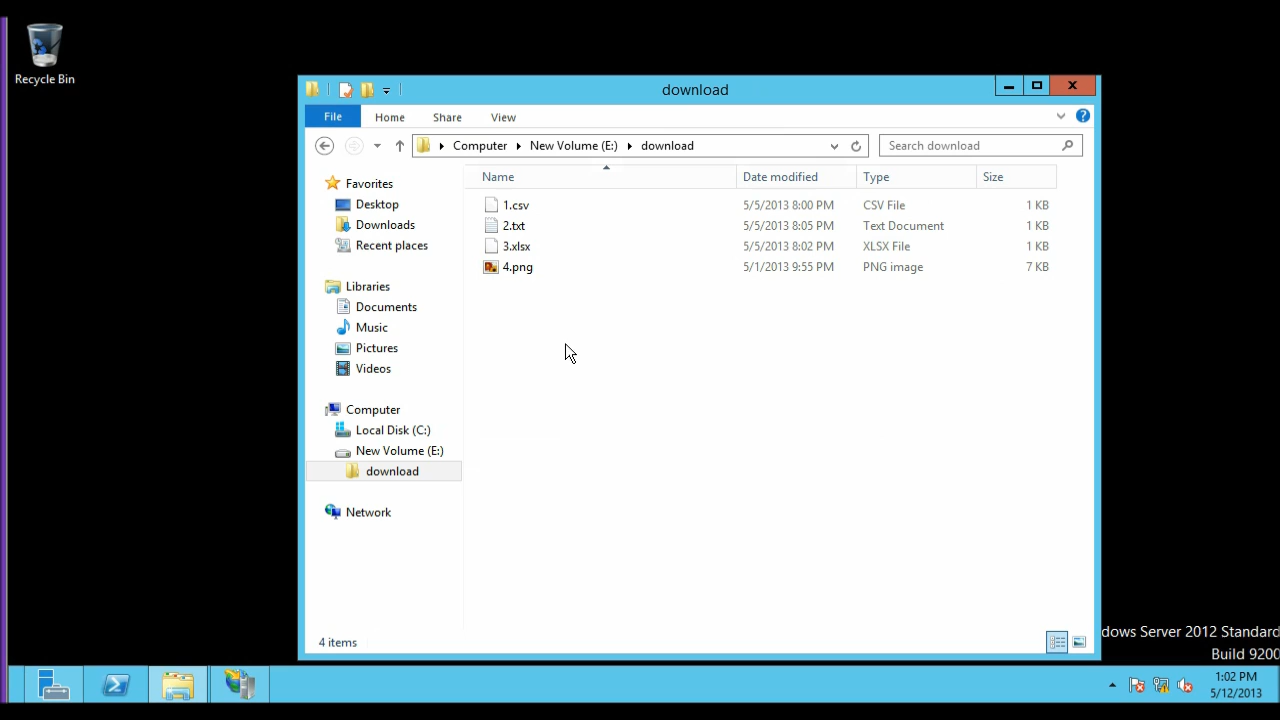 Recycle Bin
download
File Home Share View
Computer New Volume (E:) download
Search download
Name Date modified Type Size
1.csv 5/5/2013 8:00 PM CSV File 1 KB
2.txt 5/5/2013 8:05 PM Text Document 1 KB
3.xlsx 5/5/2013 8:02 PM XLSX File 1 KB
4.png 5/1/2013 9:55 PM PNG image 7 KB
Favorites
Desktop
Downloads
Recent places
Libraries
Documents
Music
Pictures
Videos
Computer
Local Disk (C:)
New Volume (E:)
download
Network
4 items
dows Server 2012 Standard
Build 9200
1:02 PM
5/12/2013